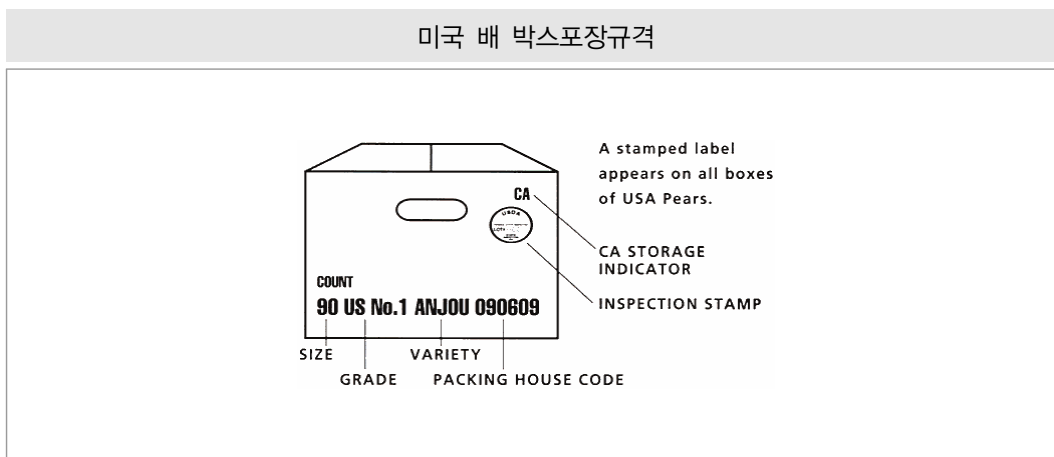 미국 배 박스포장규격
A stamped label
appears on all boxes
of USA Pears.
CA
USDA
CA STORAGE
INDICATOR
INSPECTION STAMP
COUNT
90 US No.1 ANJOU 090609
SIZE
VARIETY
GRADE
PACKING HOUSE CODE